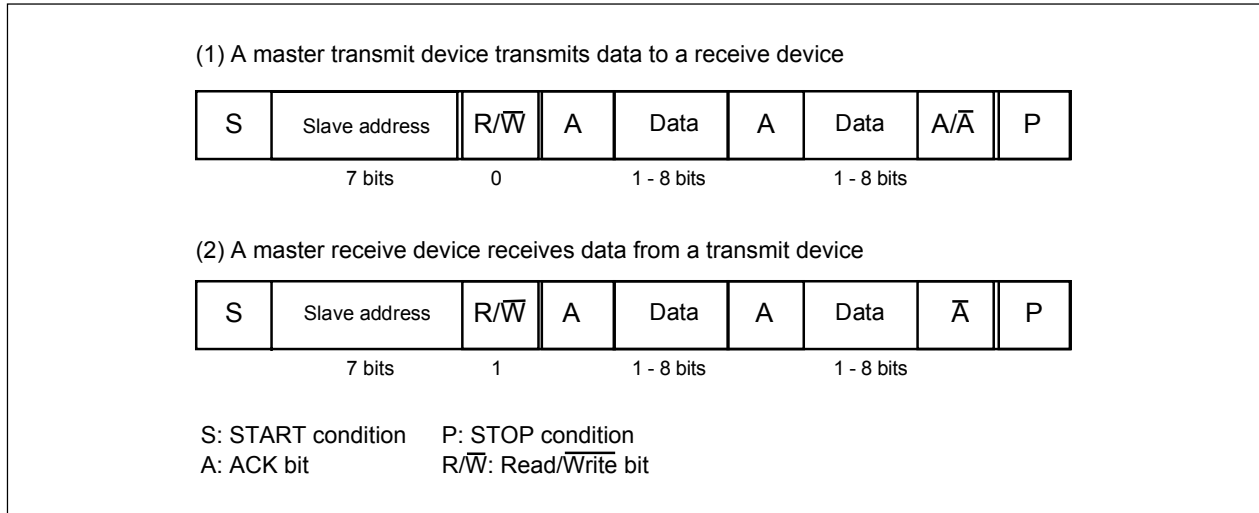 (1) A master transmit device transmits data to a receive device
S Slave address R/W̅ A Data A Data A/A̅ P
7 bits 0 1 - 8 bits 1 - 8 bits
(2) A master receive device receives data from a transmit device
S Slave address R/W̅ A Data A Data A̅ P
7 bits 1 1 - 8 bits 1 - 8 bits
S: START condition P: STOP condition
A: ACK bit R/W̅: Read/W̅r̅i̅t̅e̅ bit